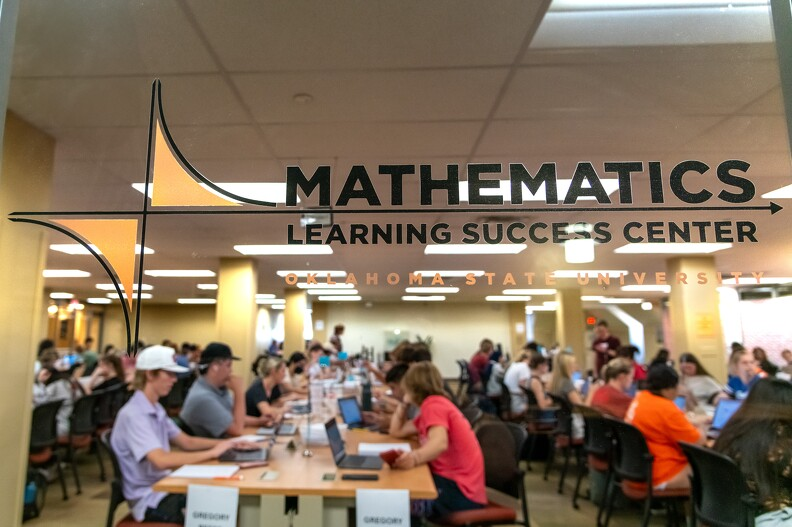 MATHEMATICS
LEARNING SUCCESS CENTER
OKLAHOMA STATE UNIVERSITY
GREGORY
GREGORY